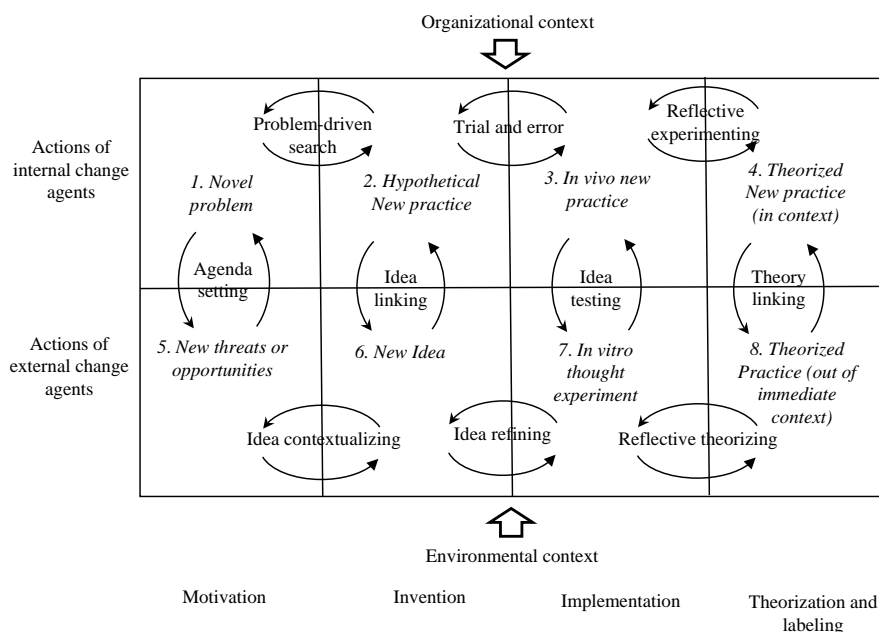 Organizational context
Actions of
internal change
agents
Problem-driven
search
Trial and error
Reflective
experimenting
1. Novel
problem
2. Hypothetical
New practice
3. In vivo new
practice
4. Theorized
New practice
(in context)
Agenda
setting
Idea
linking
Idea
testing
Theory
linking
Actions of
external change
agents
5. New threats or
opportunities
6. New Idea
7. In vitro
thought
experiment
8. Theorized
Practice (out of
immediate
context)
Idea contextualizing
Idea refining
Reflective theorizing
Environmental context
Motivation
Invention
Implementation
Theorization and
labeling